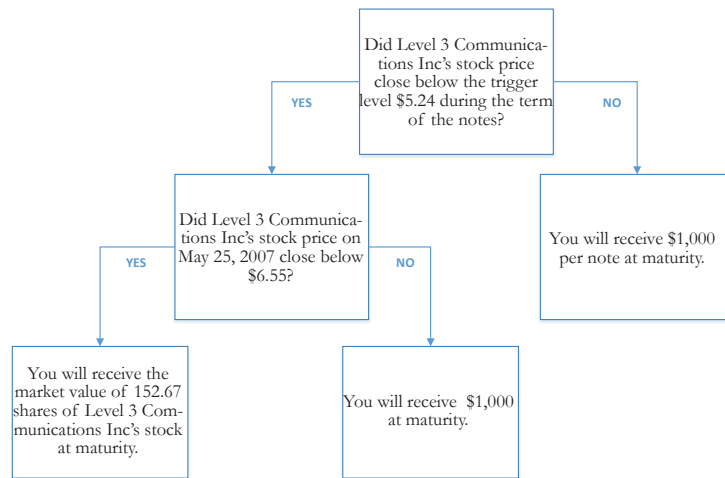 Did Level 3 Communica-
tions Inc's stock price
close below the trigger
level $5.24 during the term
of the notes?
YES
NO
Did Level 3 Communica-
tions Inc's stock price on
May 25, 2007 close below
$6.55?
You will receive $1,000
per note at maturity.
YES
NO
You will receive the
market value of 152.67
shares of Level 3 Com-
munications Inc's stock
at maturity.
You will receive $1,000
at maturity.